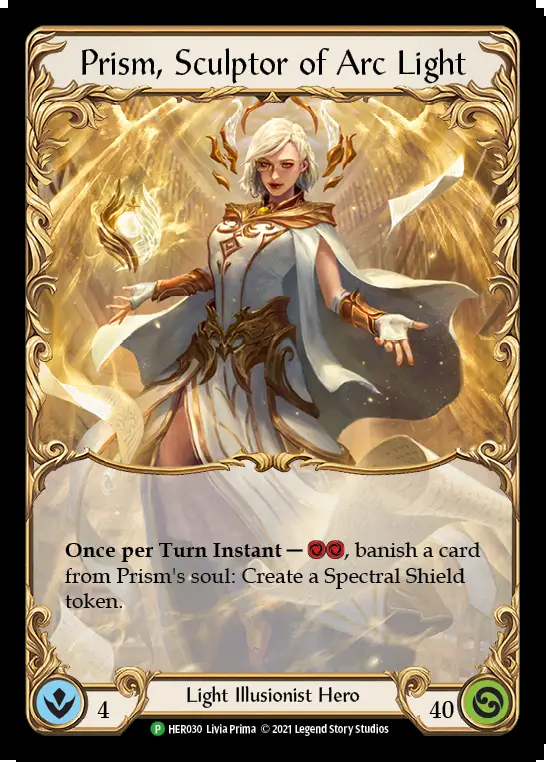 Prism, Sculptor of Arc Light
Once per Turn Instant — , banish a card
from Prism's soul: Create a Spectral Shield
token.
4
Light Illusionist Hero
40
P HER030 Livia Prima © 2021 Legend Story Studios